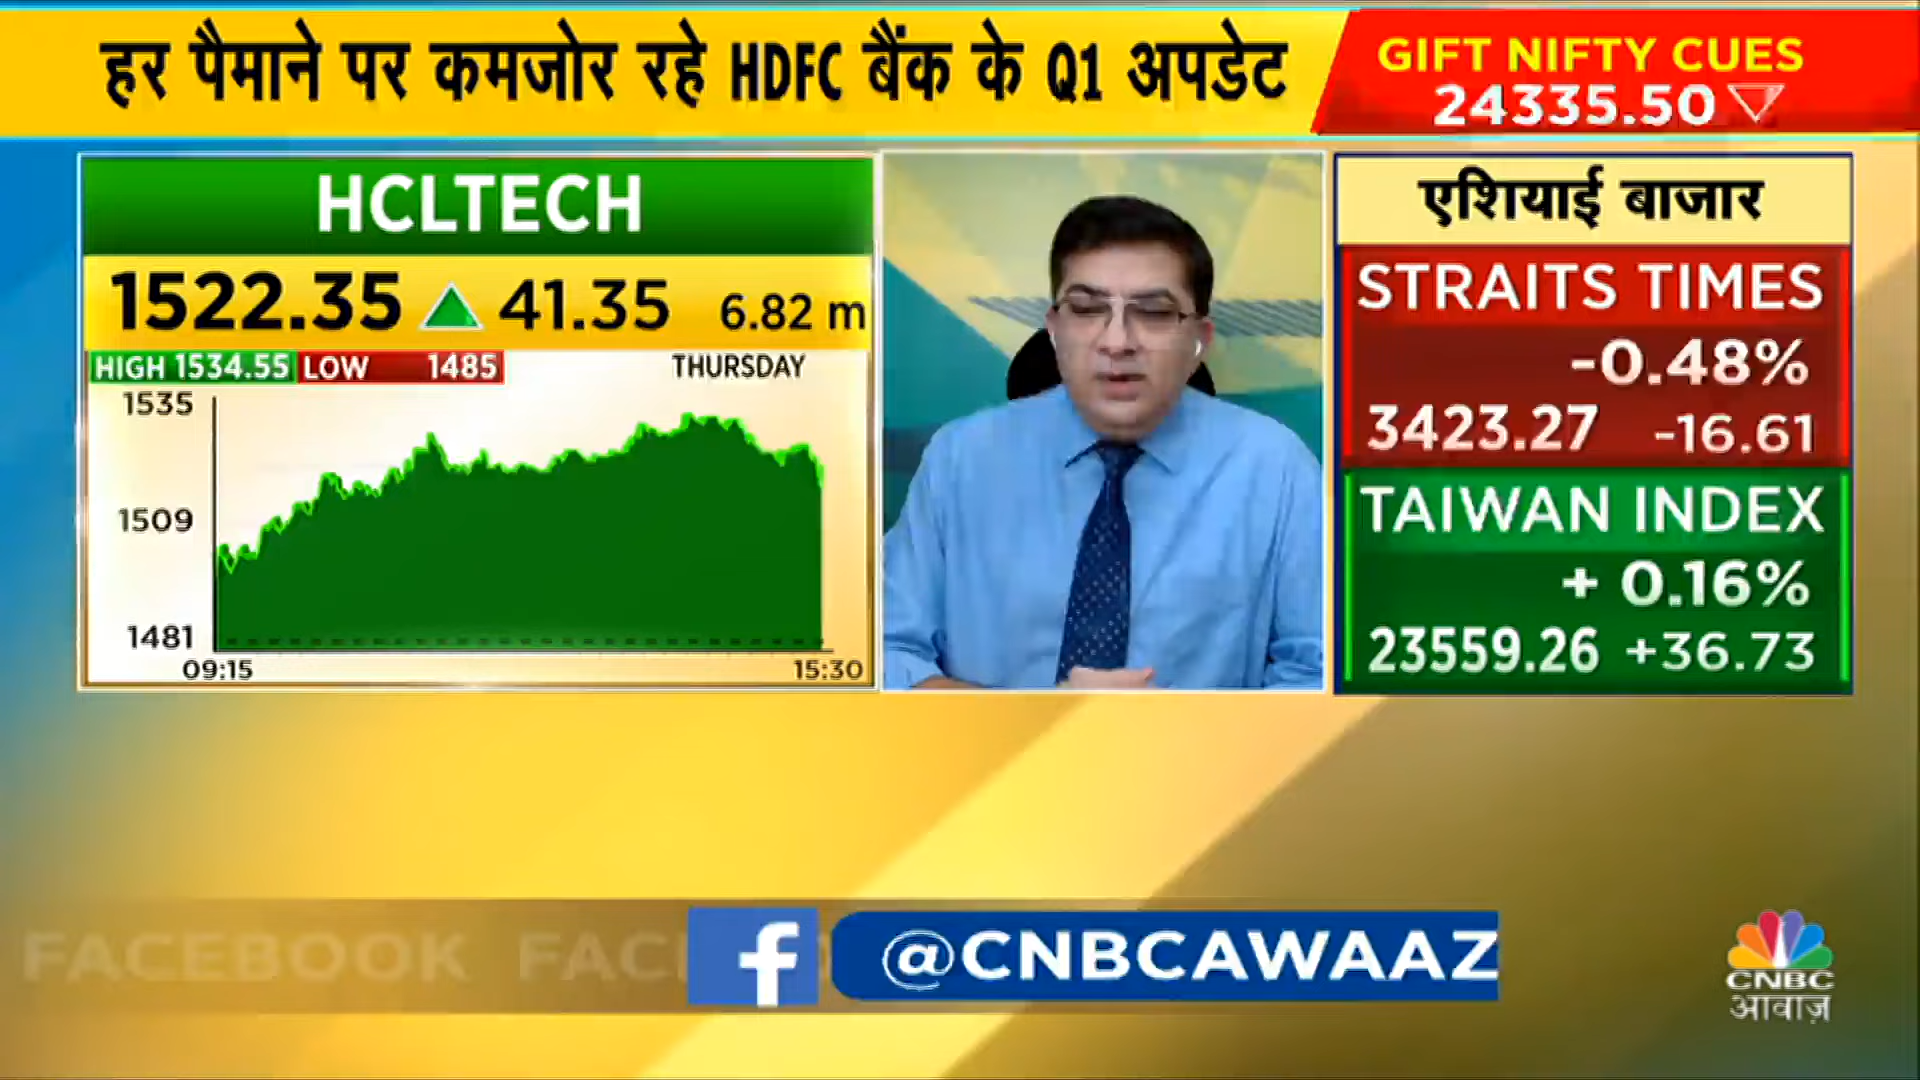 हर पैमाने पर कमजोर रहे HDFC बैंक के Q1 अपडेट
GIFT NIFTY CUES
24335.50
HCLTECH
1522.35 41.35 6.82 m
HIGH 1534.55 LOW 1485 THURSDAY
1535
1509
1481
09:15 15:30
एशियाई बाजार
STRAITS TIMES
-0.48%
3423.27 -16.61
TAIWAN INDEX
+ 0.16%
23559.26 +36.73
FACEBOOK FAC
f @CNBCAWAAZ
CNBC
आवाज़